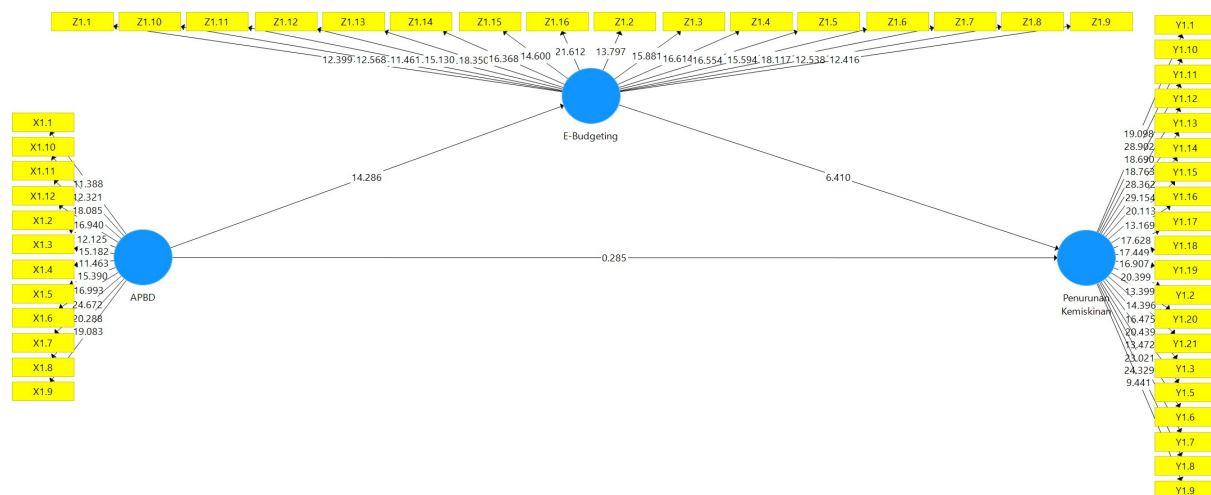 Z1.1 Z1.10 Z1.11 Z1.12 Z1.13 Z1.14 Z1.15 Z1.16 Z1.2 Z1.3 Z1.4 Z1.5 Z1.6 Z1.7 Z1.8 Z1.9
12.399 12.568 11.461 15.130 18.350 16.368 14.600 21.612 13.797 15.881 16.614 16.554 15.594 18.117 12.538 12.416
E-Budgeting
X1.1
X1.10
X1.11
X1.12
X1.2
X1.3
X1.4
X1.5
X1.6
X1.7
X1.8
X1.9
11.388
12.321
18.085
16.940
12.125
15.182
11.463
15.390
16.993
24.672
20.288
19.083
APBD
14.286
6.410
0.285
Penurunan
Kemiskinan
19.098
28.902
18.690
18.763
28.362
29.154
20.113
13.169
17.628
17.449
16.907
20.399
13.399
14.396
16.475
20.439
13.472
23.021
24.329
9.441
Y1.1
Y1.10
Y1.11
Y1.12
Y1.13
Y1.14
Y1.15
Y1.16
Y1.17
Y1.18
Y1.19
Y1.2
Y1.20
Y1.21
Y1.3
Y1.5
Y1.6
Y1.7
Y1.8
Y1.9